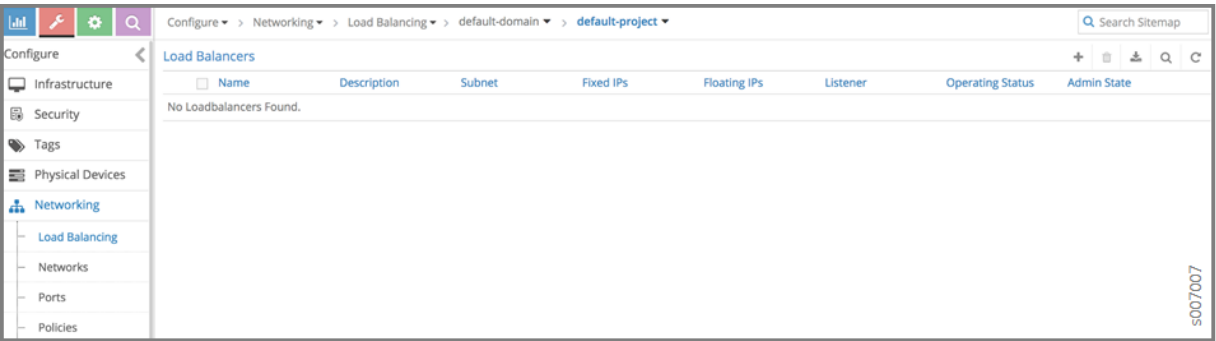 Configure > Networking > Load Balancing > default-domain > default-project
Search Sitemap
Configure
Infrastructure
Security
Tags
Physical Devices
Networking
Load Balancing
Networks
Ports
Policies
Load Balancers
Name Description Subnet Fixed IPs Floating IPs Listener Operating Status Admin State
No Loadbalancers Found.
s007007